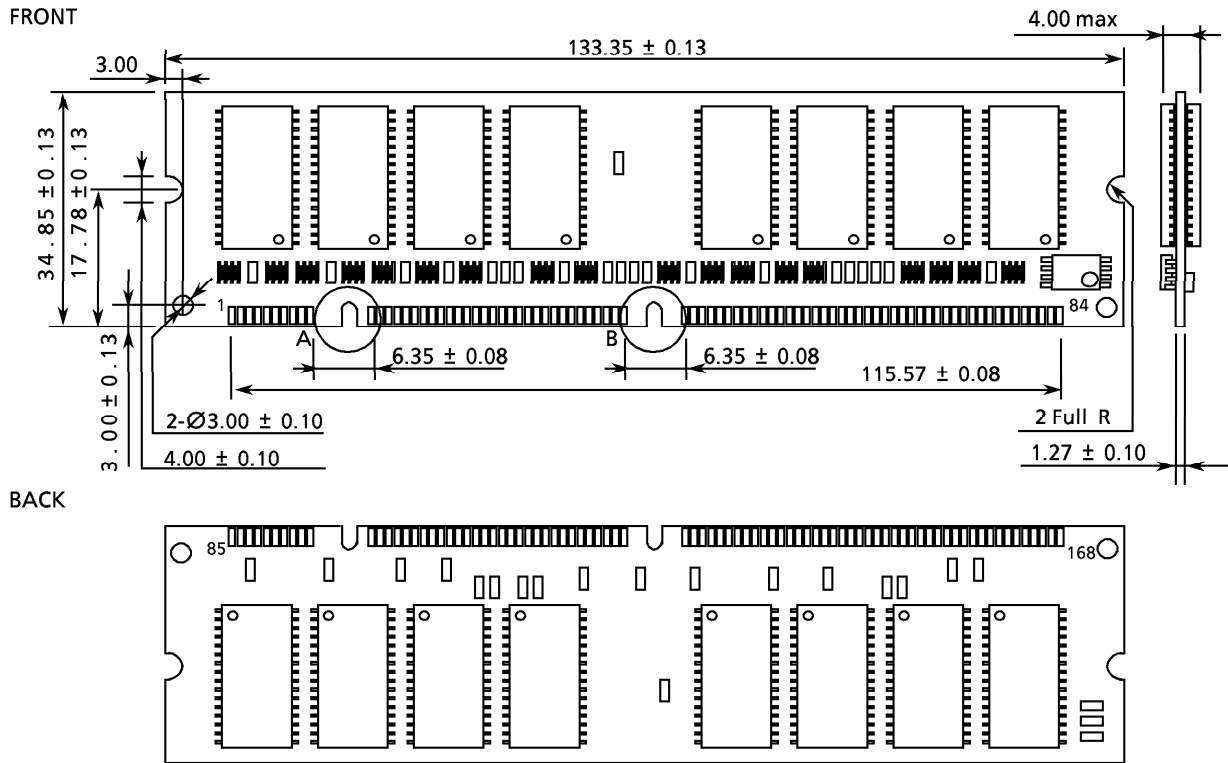 FRONT
4.00 max
133.35 ± 0.13
3.00
34.85 ± 0.13
17.78 ± 0.13
3.00 ± 0.13
1
84
A
B
6.35 ± 0.08
6.35 ± 0.08
115.57 ± 0.08
2-Ø3.00 ± 0.10
2 Full R
4.00 ± 0.10
1.27 ± 0.10
BACK
85
168